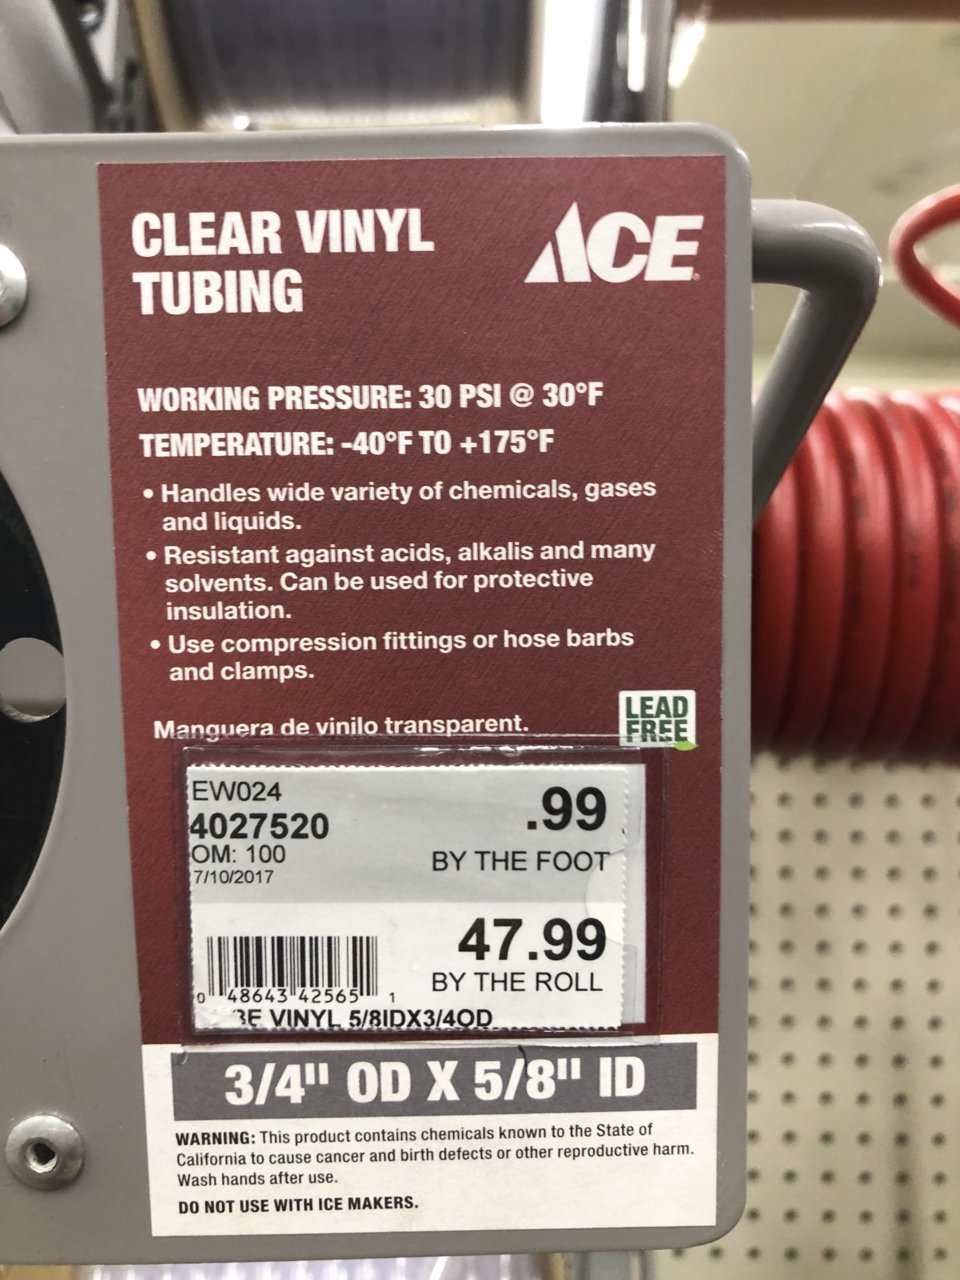 CLEAR VINYL
TUBING
ACE
WORKING PRESSURE: 30 PSI @ 30°F
TEMPERATURE: -40°F TO +175°F
• Handles wide variety of chemicals, gases
and liquids.
• Resistant against acids, alkalis and many
solvents. Can be used for protective
insulation.
• Use compression fittings or hose barbs
and clamps.
Manguera de vinilo transparent.
LEAD
FREE
EW024
4027520
OM: 100
7/10/2017
.99
BY THE FOOT
47.99
BY THE ROLL
0 48643 42565 1
VINYL 5/8IDX3/4OD
3/4" OD X 5/8" ID
WARNING: This product contains chemicals known to the State of
California to cause cancer and birth defects or other reproductive harm.
Wash hands after use.
DO NOT USE WITH ICE MAKERS.